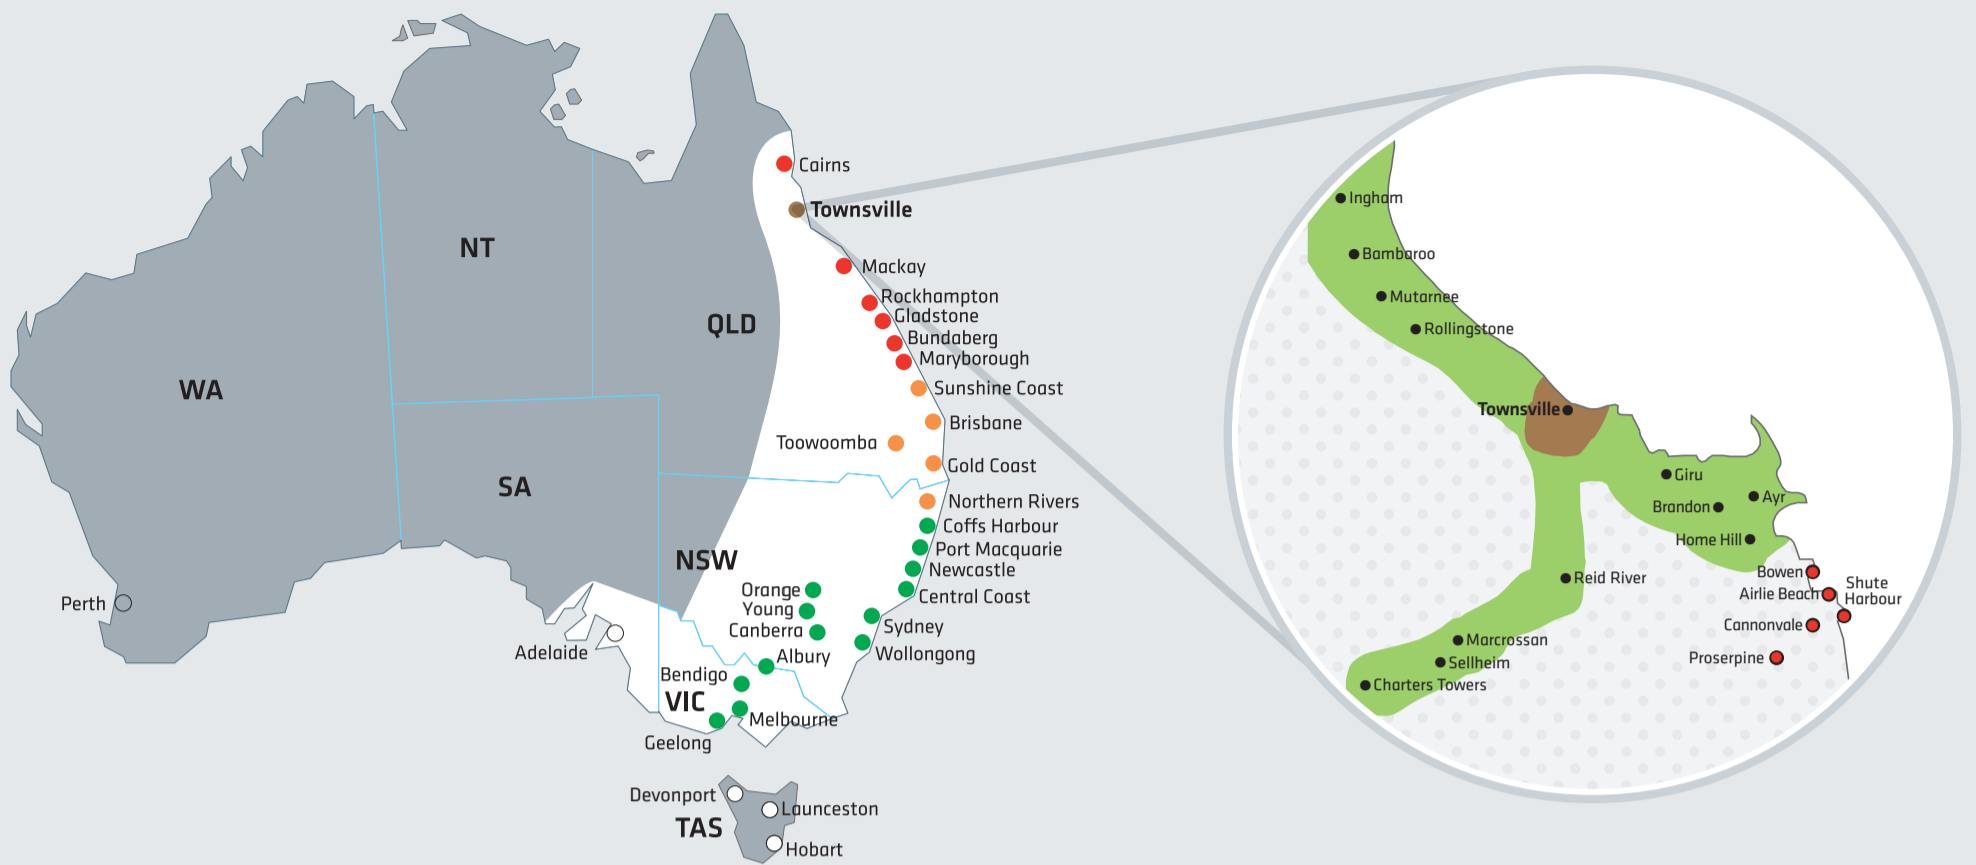 Cairns
Townsville
NT
Mackay
Rockhampton
Gladstone
QLD
Bundaberg
Maryborough
WA
Sunshine Coast
Brisbane
Toowoomba
Gold Coast
SA
Northern Rivers
Coffs Harbour
Port Macquarie
NSW
Newcastle
Orange
Central Coast
Perth
Young
Canberra
Sydney
Adelaide
Wollongong
Albury
Bendigo
VIC
Melbourne
Geelong
Devonport
Launceston
TAS
Hobart
Ingham
Bambaroo
Mutarnee
Rollingstone
Townsville
Giru
Ayr
Brandon
Home Hill
Bowen
Reid River
Shute
Harbour
Airlie Beach
Cannonvale
Marcrossan
Proserpine
Sellheim
Charters Towers